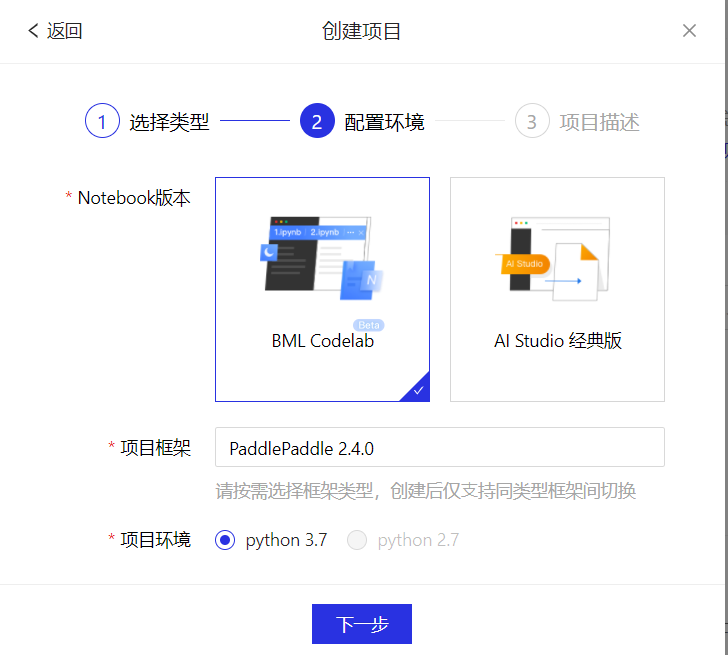 返回
创建项目
1 选择类型
2 配置环境
3 项目描述
* Notebook版本
1.ipynb 2.ipynb
N
Beta
BML Codelab
AI Studio
AI Studio 经典版
* 项目框架
PaddlePaddle 2.4.0
请按需选择框架类型，创建后仅支持同类型框架间切换
* 项目环境
python 3.7
python 2.7
下一步